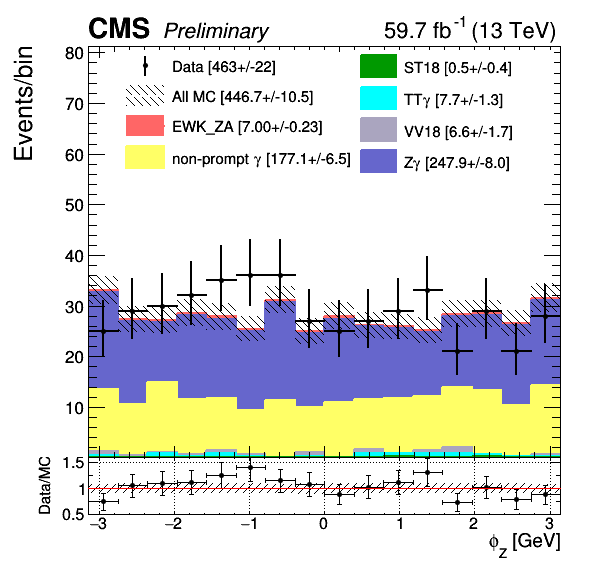 CMS Preliminary 59.7 fb⁻¹ (13 TeV)
Events/bin
80
70
60
50
40
30
20
10
Data [463+/-22]
All MC [446.7+/-10.5]
EWK_ZA [7.00+/-0.23]
non-prompt γ [177.1+/-6.5]
ST18 [0.5+/-0.4]
TTγ [7.7+/-1.3]
VV18 [6.6+/-1.7]
Zγ [247.9+/-8.0]
Data/MC
1.5
1
0.5
−3 −2 −1 0 1 2 3
ϕ_Z [GeV]